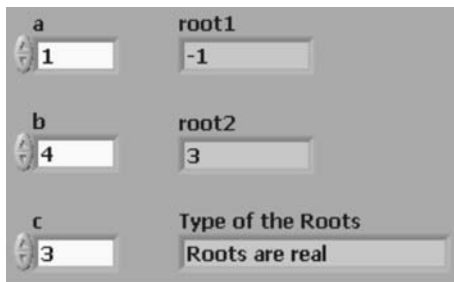 a root1
1 -1
b root2
4 3
c Type of the Roots
3 Roots are real